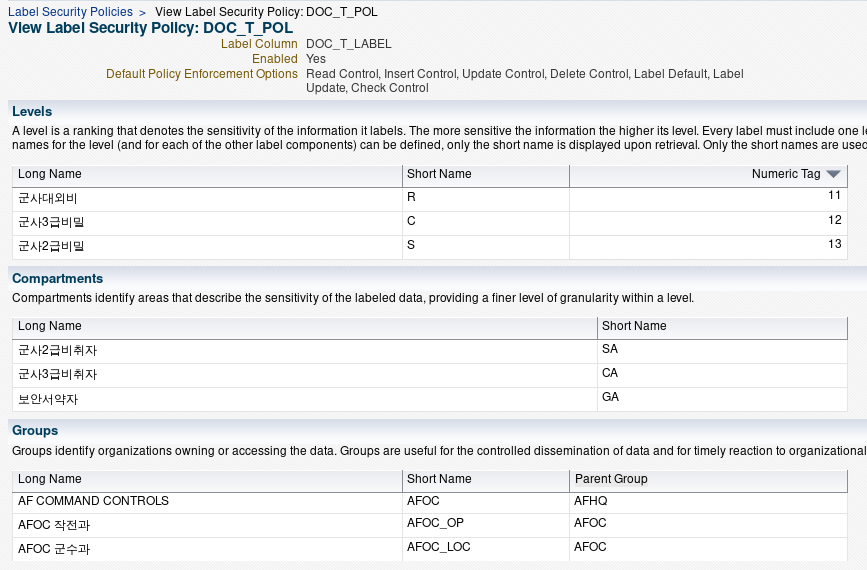 Label Security Policies > View Label Security Policy: DOC_T_POL
View Label Security Policy: DOC_T_POL
Label Column DOC_T_LABEL
Enabled Yes
Default Policy Enforcement Options Read Control, Insert Control, Update Control, Delete Control, Label Default, Label
Update, Check Control
Levels
A level is a ranking that denotes the sensitivity of the information it labels. The more sensitive the information the higher its level. Every label must include one
names for the level (and for each of the other label components) can be defined, only the short name is displayed upon retrieval. Only the short names are used
Long Name Short Name Numeric Tag
군사대외비 R 11
군사3급비밀 C 12
군사2급비밀 S 13
Compartments
Compartments identify areas that describe the sensitivity of the labeled data, providing a finer level of granularity within a level.
Long Name Short Name
군사2급비취자 SA
군사3급비취자 CA
보안서약자 GA
Groups
Groups identify organizations owning or accessing the data. Groups are useful for the controlled dissemination of data and for timely reaction to organizational
Long Name Short Name Parent Group
AF COMMAND CONTROLS AFOC AFHQ
AFOC 작전과 AFOC_OP AFOC
AFOC 군수과 AFOC_LOC AFOC